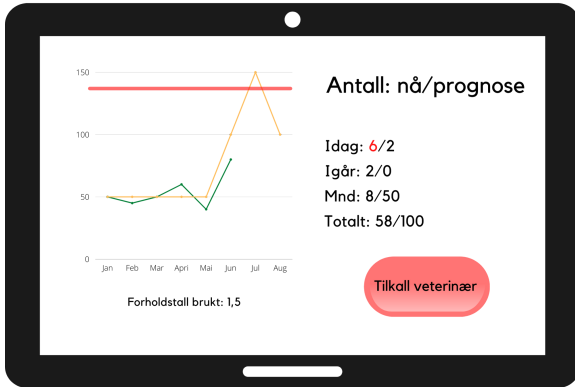 150
100
50
0
Jan Feb Mar Apri Mai Jun Jul Aug
Forholdstall brukt: 1,5
Antall: nå/prognose
Idag: 6/2
Igår: 2/0
Mnd: 8/50
Totalt: 58/100
Tilkall veterinær